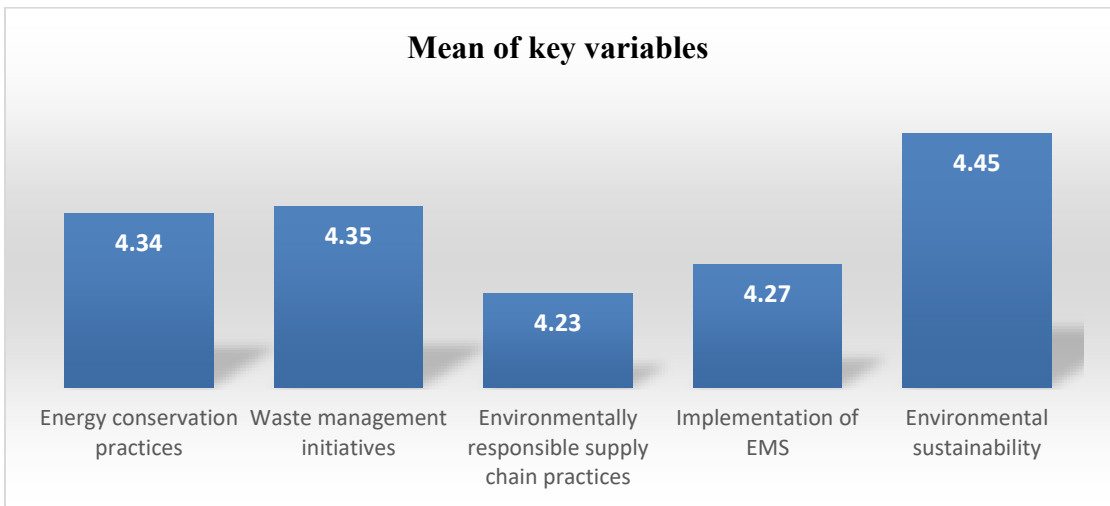 Mean of key variables
4.34
4.35
4.23
4.27
4.45
Energy conservation
practices
Waste management
initiatives
Environmentally
responsible supply
chain practices
Implementation of
EMS
Environmental
sustainability